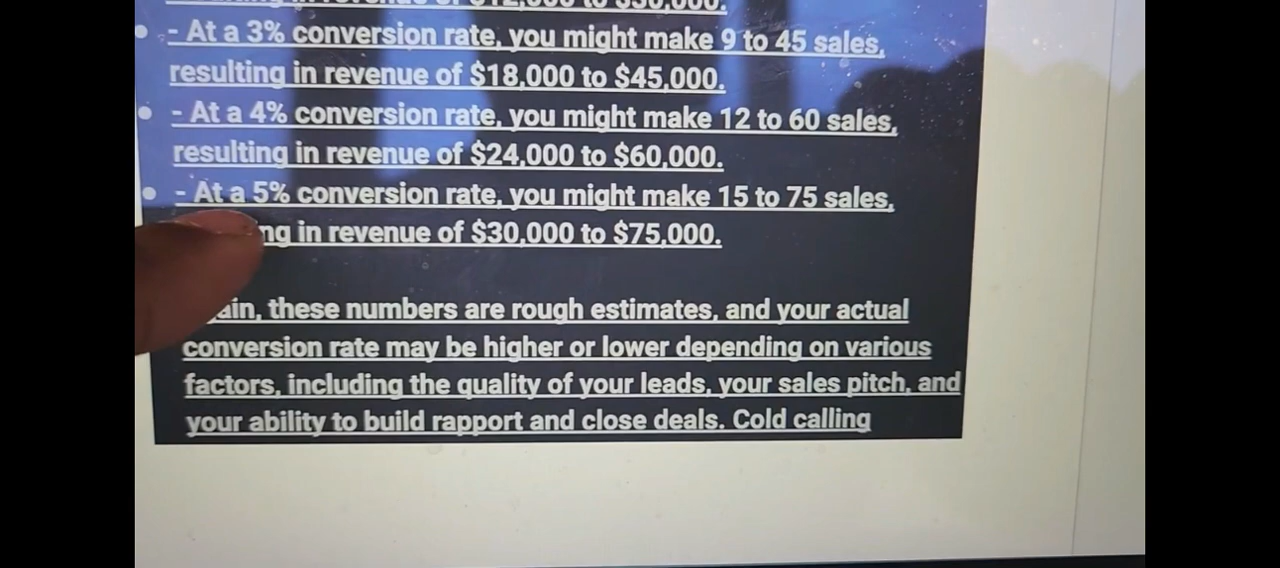 - At a 3% conversion rate, you might make 9 to 45 sales,
resulting in revenue of $18,000 to $45,000.
- At a 4% conversion rate, you might make 12 to 60 sales,
resulting in revenue of $24,000 to $60,000.
- At a 5% conversion rate, you might make 15 to 75 sales,
in revenue of $30,000 to $75,000.
these numbers are rough estimates, and your actual
conversion rate may be higher or lower depending on various
factors, including the quality of your leads, your sales pitch, and
your ability to build rapport and close deals. Cold calling